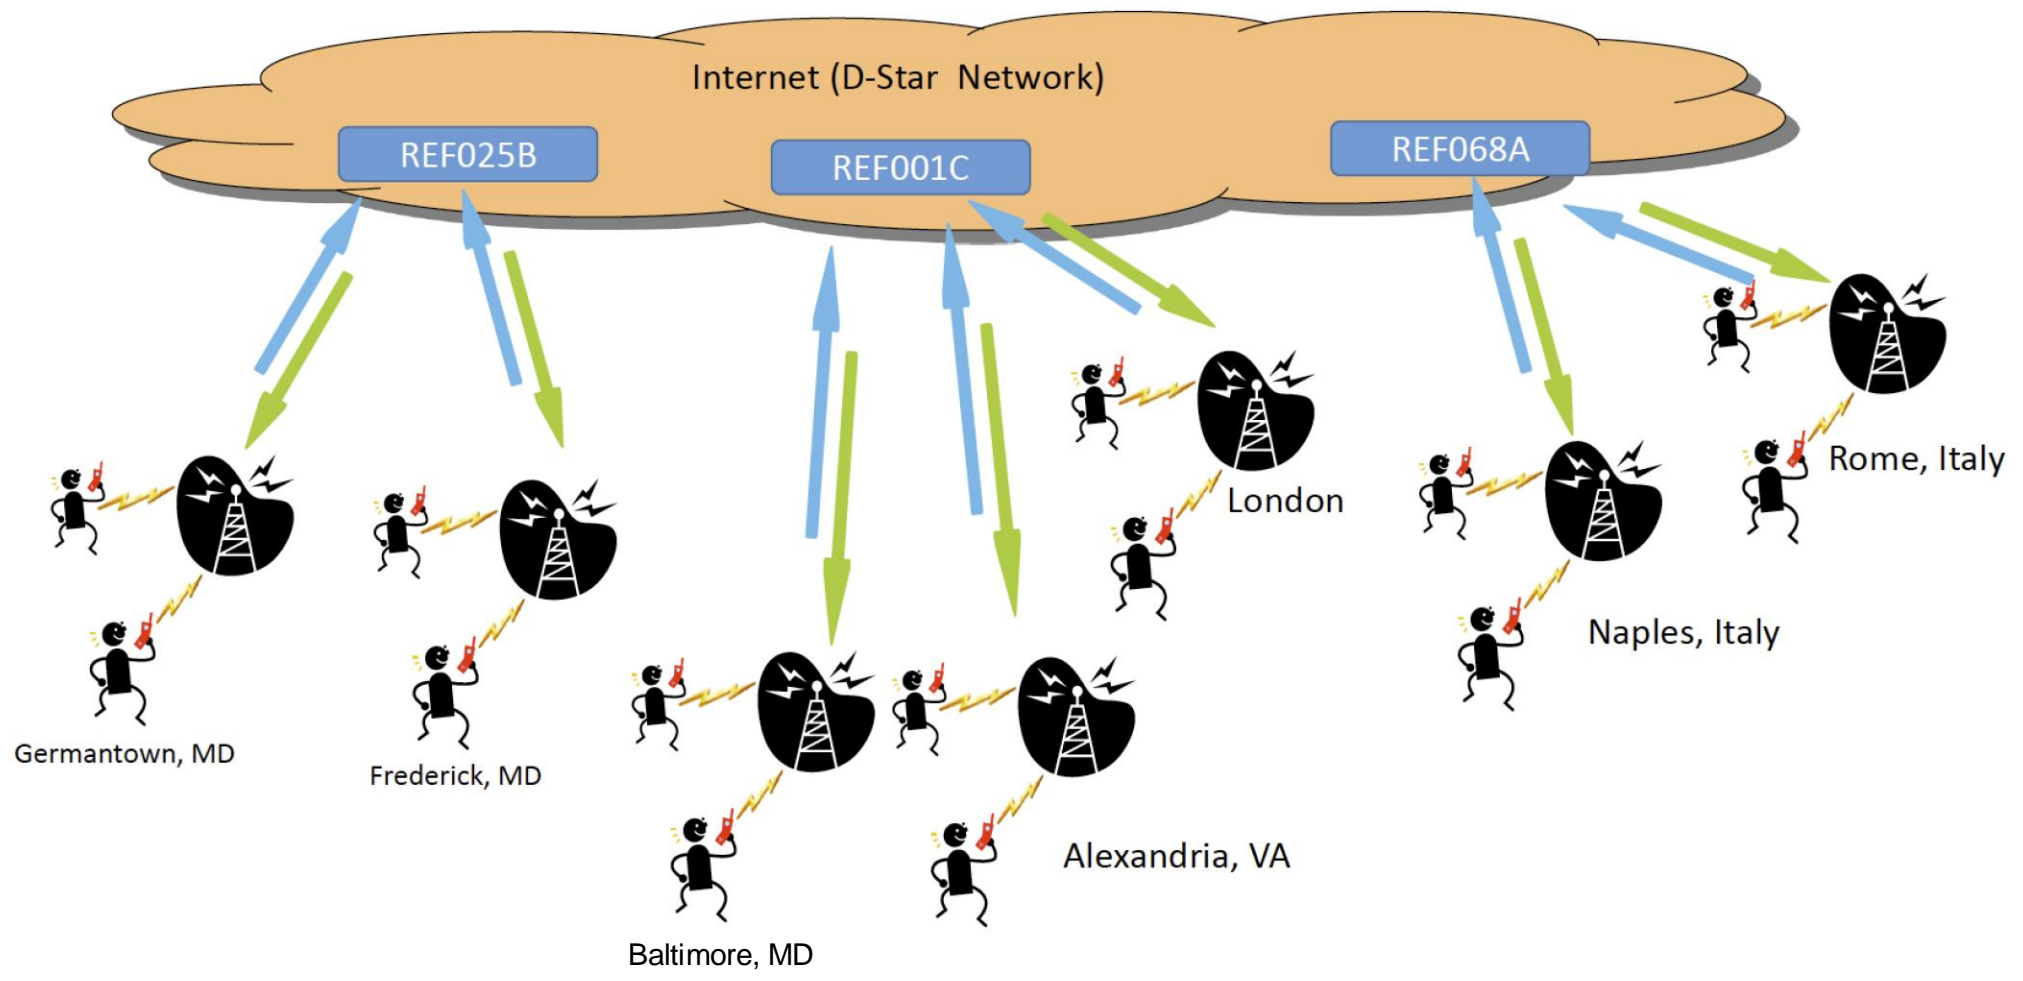 Internet (D-Star  Network)
REF025B
REF001C
REF068A
Rome, Italy
London
Naples, Italy
Germantown, MD
Frederick, MD
Alexandria, VA
Baltimore, MD